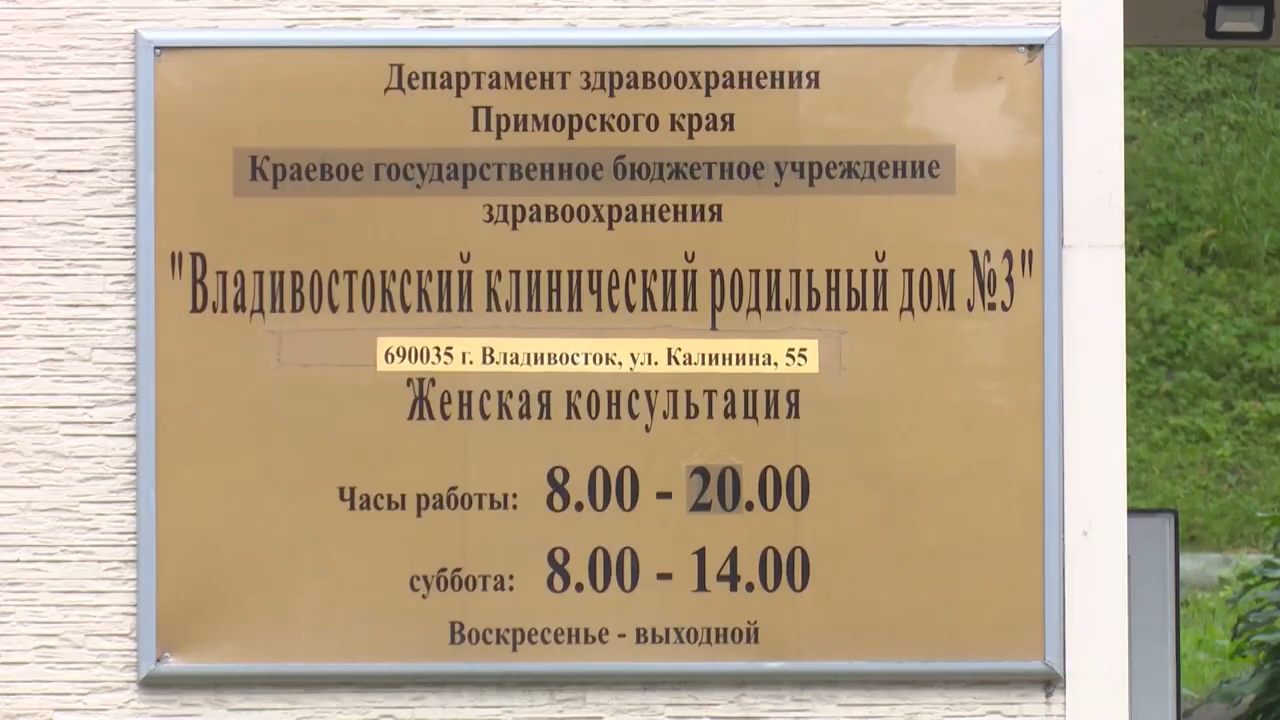 Департамент здравоохранения
Приморского края
Краевое государственное бюджетное учреждение
здравоохранения
"Владивостокский клинический родильный дом №3"
690035 г. Владивосток, ул. Калинина, 55
Женская консультация
Часы работы: 8.00 - 20.00
суббота: 8.00 - 14.00
Воскресенье - выходной